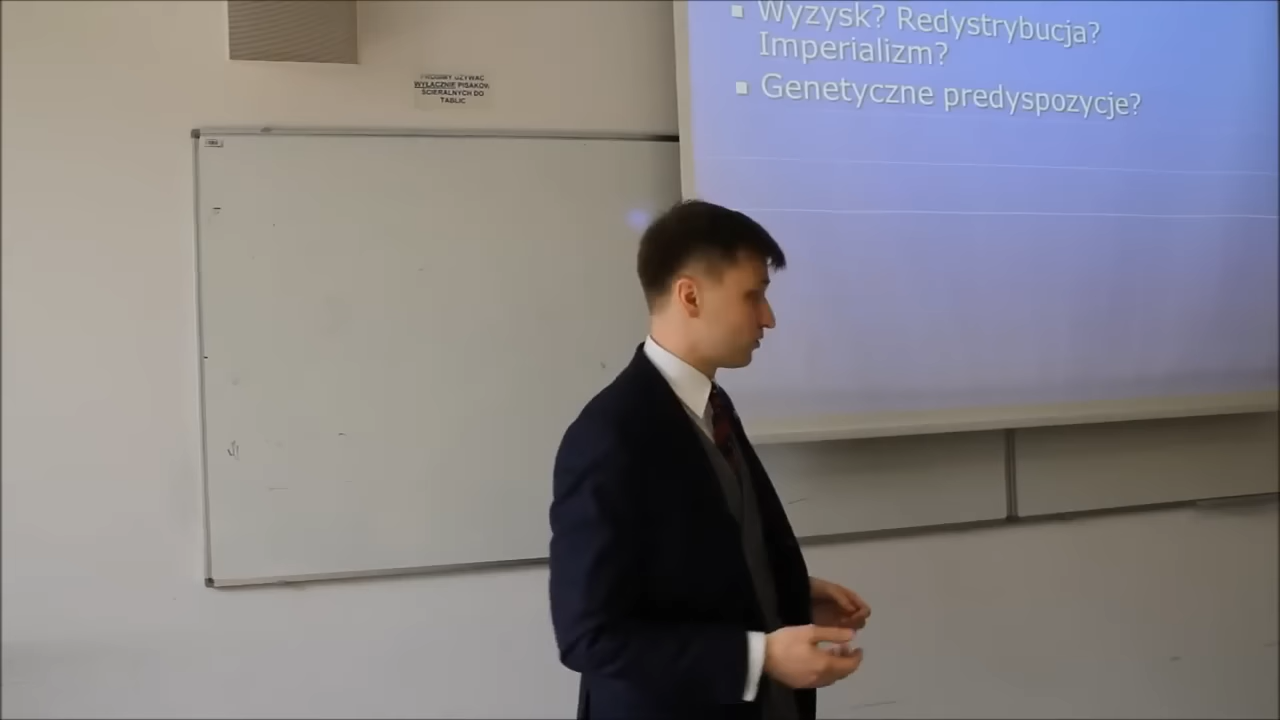 Wyzysk? Redystrybucja?
Imperializm?
Genetyczne predyspozycje?
PROSIMY UŻYWAĆ
WYŁĄCZNIE PISAKÓW
ŚCIERALNYCH DO
TABLIC